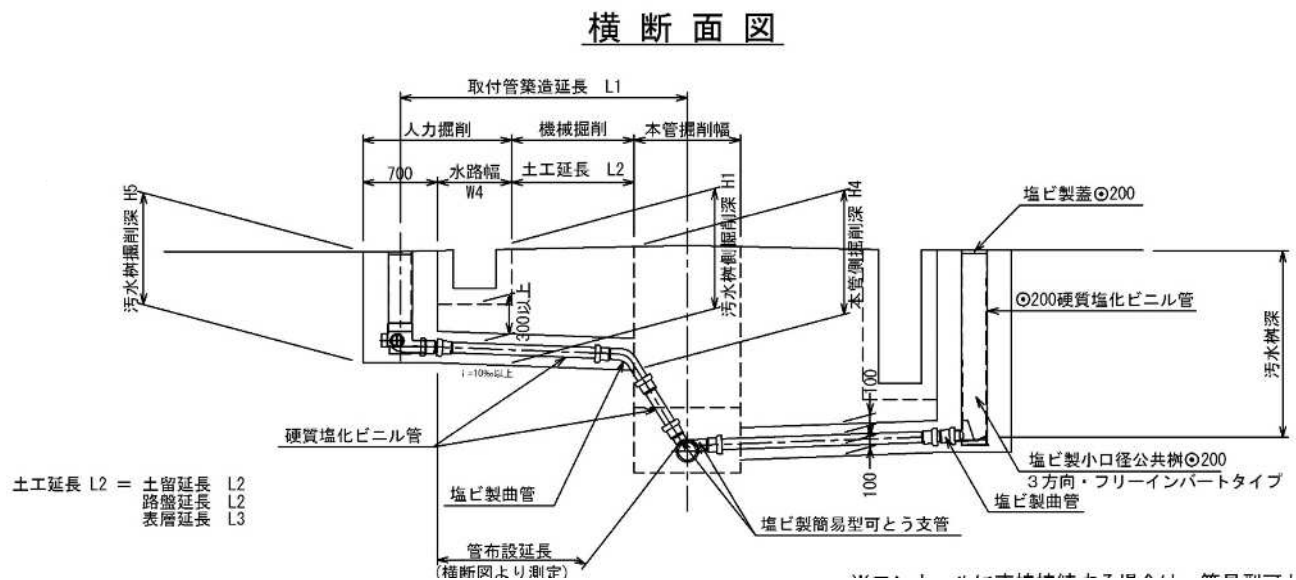 横断面図
取付管築造延長 L1
人力掘削
機械掘削
本管掘削幅
700
水路幅
W4
土工延長 L2
汚水桝掘削深 H5
汚水桝側掘削深 H1
本管側掘削深 H4
塩ビ製蓋⊙200
⊙200硬質塩化ビニル管
汚水桝深
300以上
i=10‰以上
100
100
硬質塩化ビニル管
塩ビ製小口径公共桝⊙200
3方向・フリーインバートタイプ
塩ビ製曲管
塩ビ製曲管
塩ビ製簡易型可とう支管
土工延長 L2 = 土留延長 L2
路盤延長 L2
表層延長 L3
管布設延長
(横断図より測定)